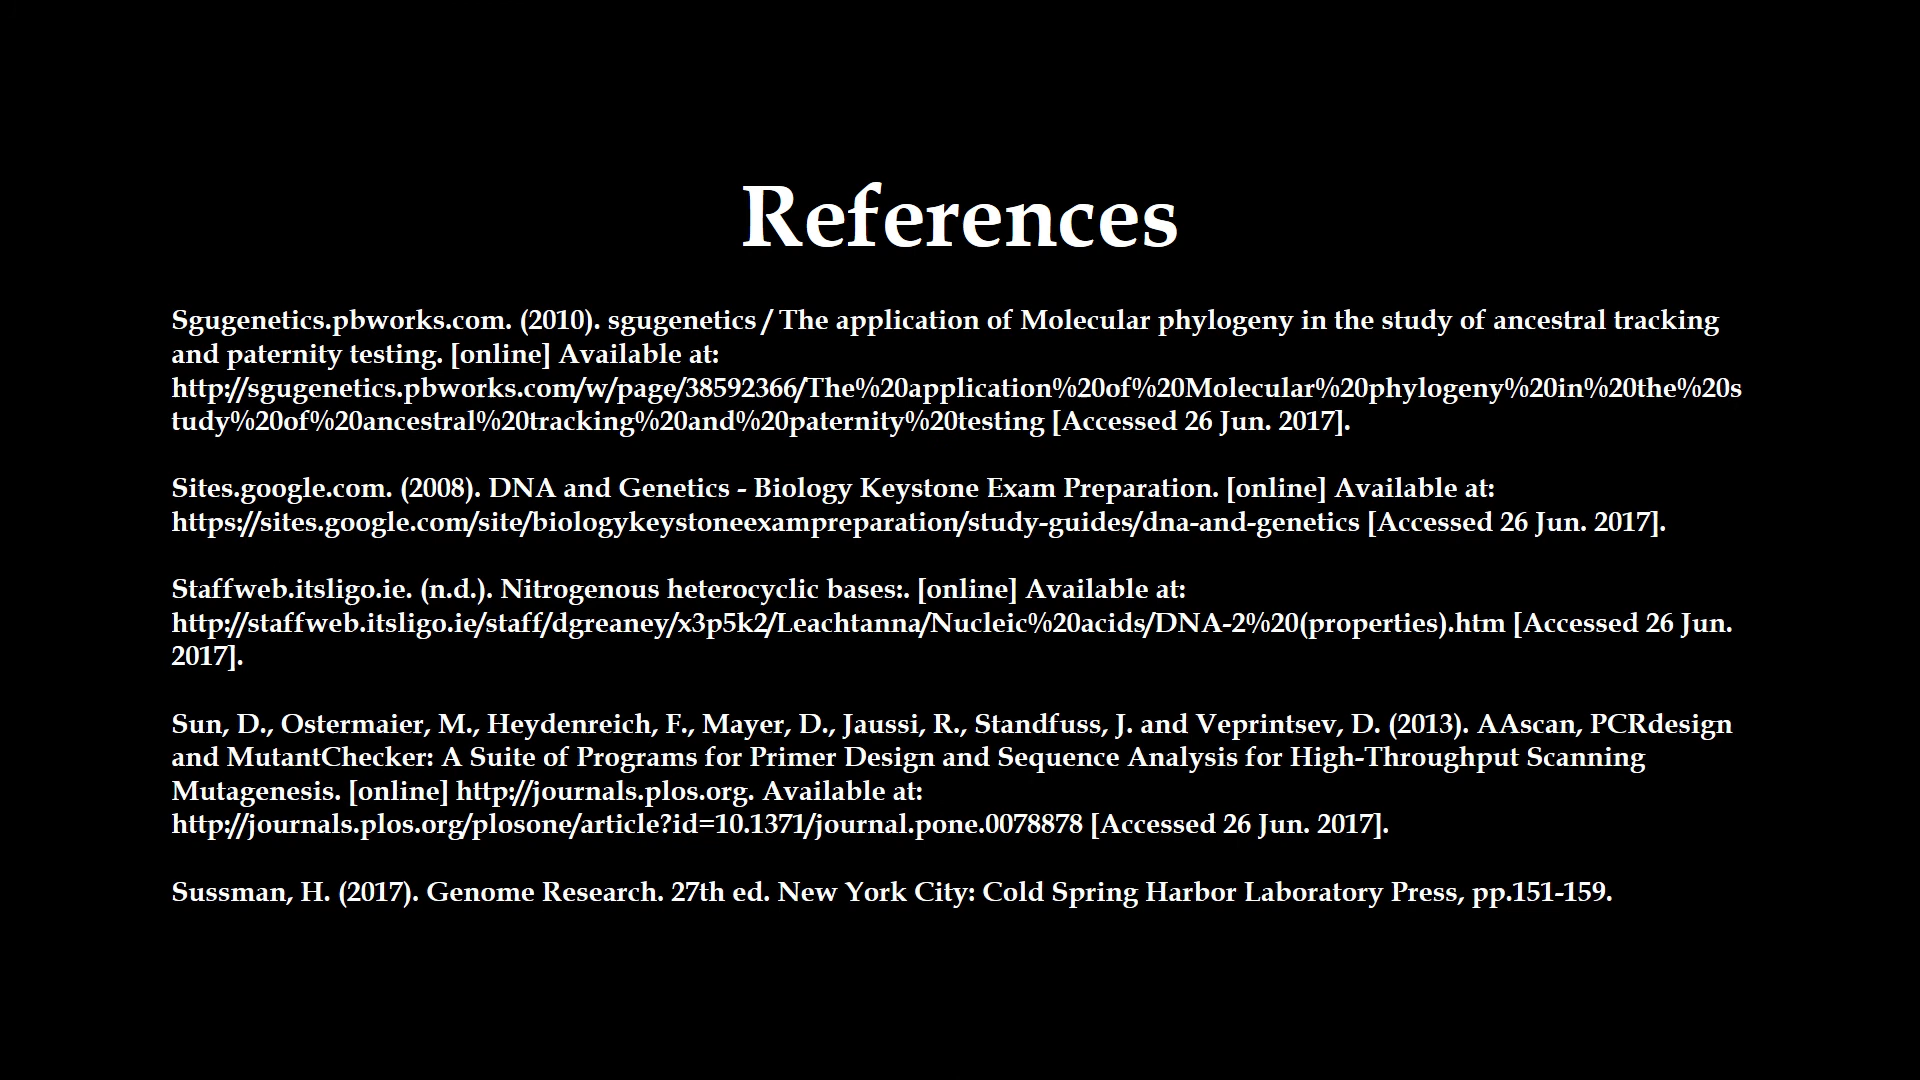 References
Sgugenetics.pbworks.com. (2010). sgugenetics / The application of Molecular phylogeny in the study of ancestral tracking
and paternity testing. [online] Available at:
http://sgugenetics.pbworks.com/w/page/38592366/The%20application%20of%20Molecular%20phylogeny%20in%20the%20s
tudy%20of%20ancestral%20tracking%20and%20paternity%20testing [Accessed 26 Jun. 2017].
Sites.google.com. (2008). DNA and Genetics - Biology Keystone Exam Preparation. [online] Available at:
https://sites.google.com/site/biologykeystoneexampreparation/study-guides/dna-and-genetics [Accessed 26 Jun. 2017].
Staffweb.itsligo.ie. (n.d.). Nitrogenous heterocyclic bases:. [online] Available at:
http://staffweb.itsligo.ie/staff/dgreaney/x3p5k2/Leachtanna/Nucleic%20acids/DNA-2%20(properties).htm [Accessed 26 Jun.
2017].
Sun, D., Ostermaier, M., Heydenreich, F., Mayer, D., Jaussi, R., Standfuss, J. and Veprintsev, D. (2013). AAscan, PCRdesign
and MutantChecker: A Suite of Programs for Primer Design and Sequence Analysis for High-Throughput Scanning
Mutagenesis. [online] http://journals.plos.org. Available at:
http://journals.plos.org/plosone/article?id=10.1371/journal.pone.0078878 [Accessed 26 Jun. 2017].
Sussman, H. (2017). Genome Research. 27th ed. New York City: Cold Spring Harbor Laboratory Press, pp.151-159.